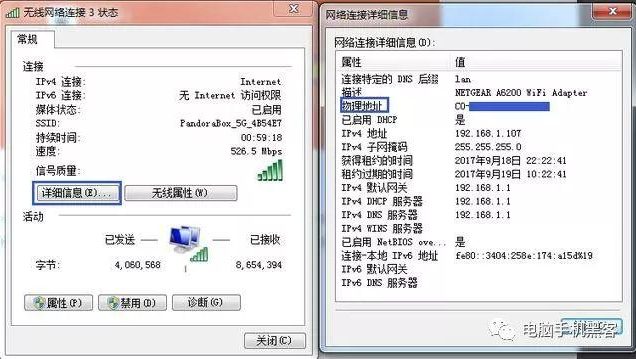 无线网络连接 3 状态
常规
连接
IPv4 连接: Internet
IPv6 连接: 无 Internet 访问权限
媒体状态: 已启用
SSID: PandoraBox_5G_4B54E7
持续时间: 00:59:18
速度: 526.5 Mbps
信号质量:
详细信息(E)... 无线属性(W)
活动
已发送 已接收
字节: 4,060,568 8,654,394
属性(P) 禁用(D) 诊断(G)
关闭(C)
网络连接详细信息
网络连接详细信息(D):
属性 值
连接特定的 DNS 后缀 lan
描述 NETGEAR A6200 WiFi Adapter
物理地址 C0-
已启用 DHCP 是
IPv4 地址 192.168.1.107
IPv4 子网掩码 255.255.255.0
获得租约的时间 2017年9月18日 22:22:41
租约过期的时间 2017年9月19日 10:22:41
IPv4 默认网关 192.168.1.1
IPv4 DHCP 服务器 192.168.1.1
IPv4 DNS 服务器 192.168.1.1
IPv4 WINS 服务器
已启用 NetBIOS ove... 是
连接-本地 IPv6 地址 fe80::3404:258e:174:a15d%19
IPv6 默认网关
IPv6 DNS 服务器
电脑手机黑客